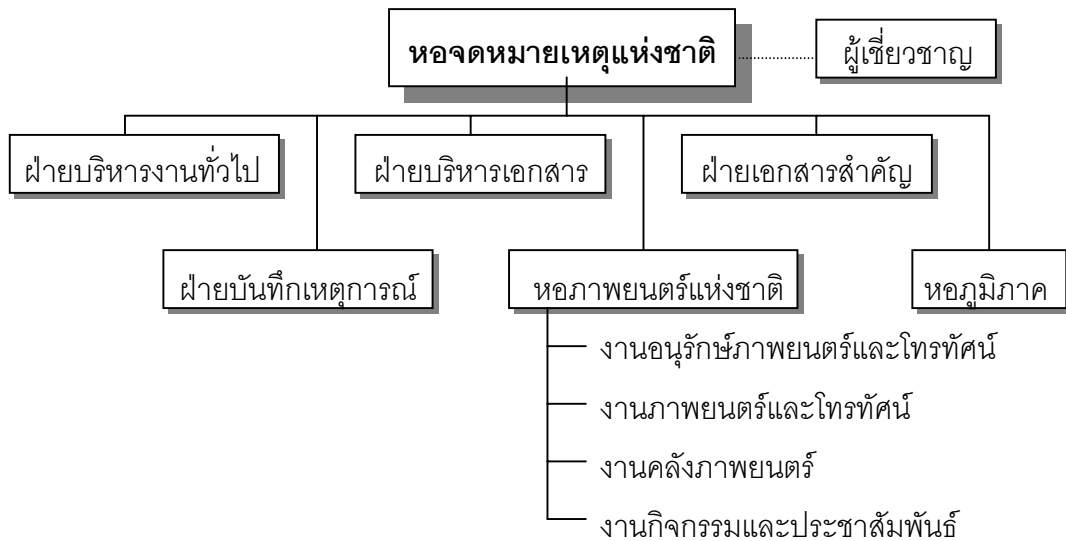 หอจดหมายเหตุแห่งชาติ
ผู้เชี่ยวชาญ
ฝ่ายบริหารงานทั่วไป
ฝ่ายบริหารเอกสาร
ฝ่ายเอกสารสำคัญ
ฝ่ายบันทึกเหตุการณ์
หอภาพยนตร์แห่งชาติ
หอภูมิภาค
งานอนุรักษ์ภาพยนตร์และโทรทัศน์
งานภาพยนตร์และโทรทัศน์
งานคลังภาพยนตร์
งานกิจกรรมและประชาสัมพันธ์